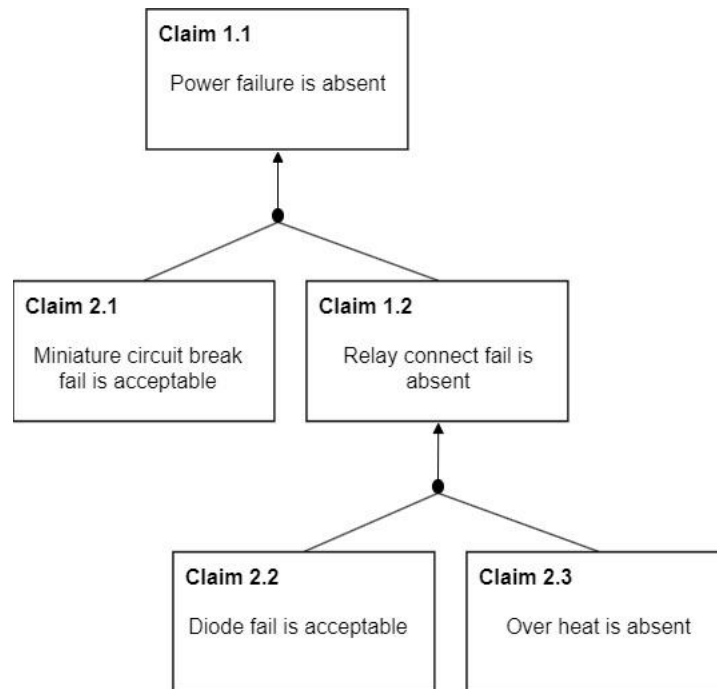 Claim 1.1
Power failure is absent
Claim 2.1
Miniature circuit break
fail is acceptable
Claim 1.2
Relay connect fail is
absent
Claim 2.2
Diode fail is acceptable
Claim 2.3
Over heat is absent